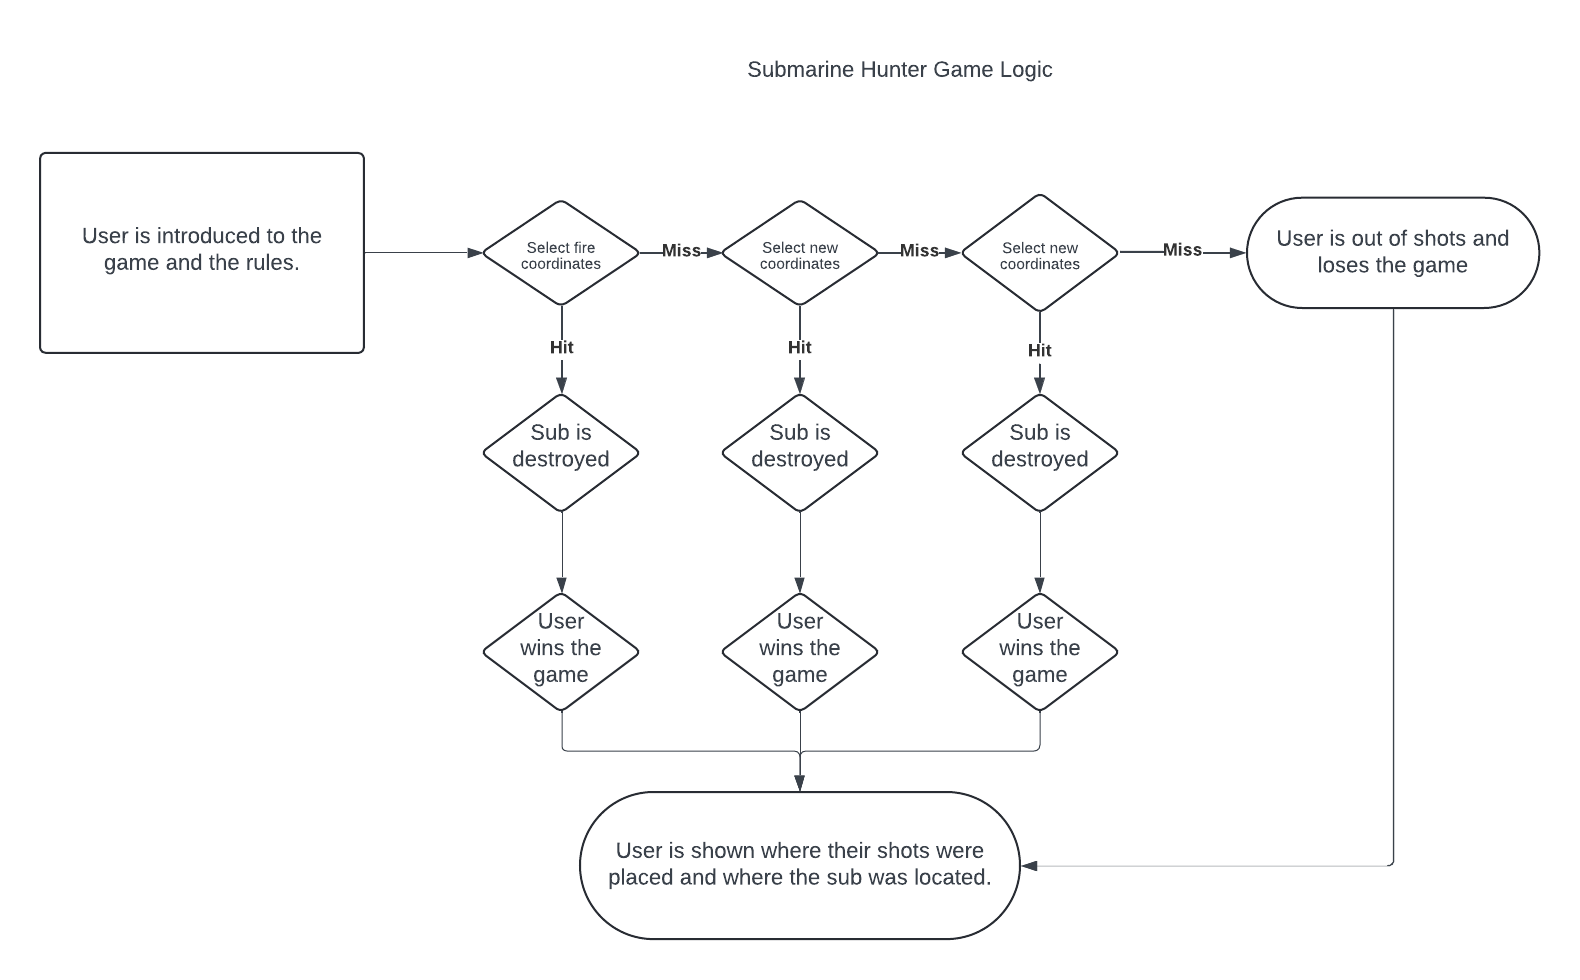 Submarine Hunter Game Logic
User is introduced to the
game and the rules.
Select fire
coordinates
Miss
Select new
coordinates
Miss
Select new
coordinates
Miss
User is out of shots and
loses the game
Hit
Hit
Hit
Sub is
destroyed
Sub is
destroyed
Sub is
destroyed
User
wins the
game
User
wins the
game
User
wins the
game
User is shown where their shots were
placed and where the sub was located.